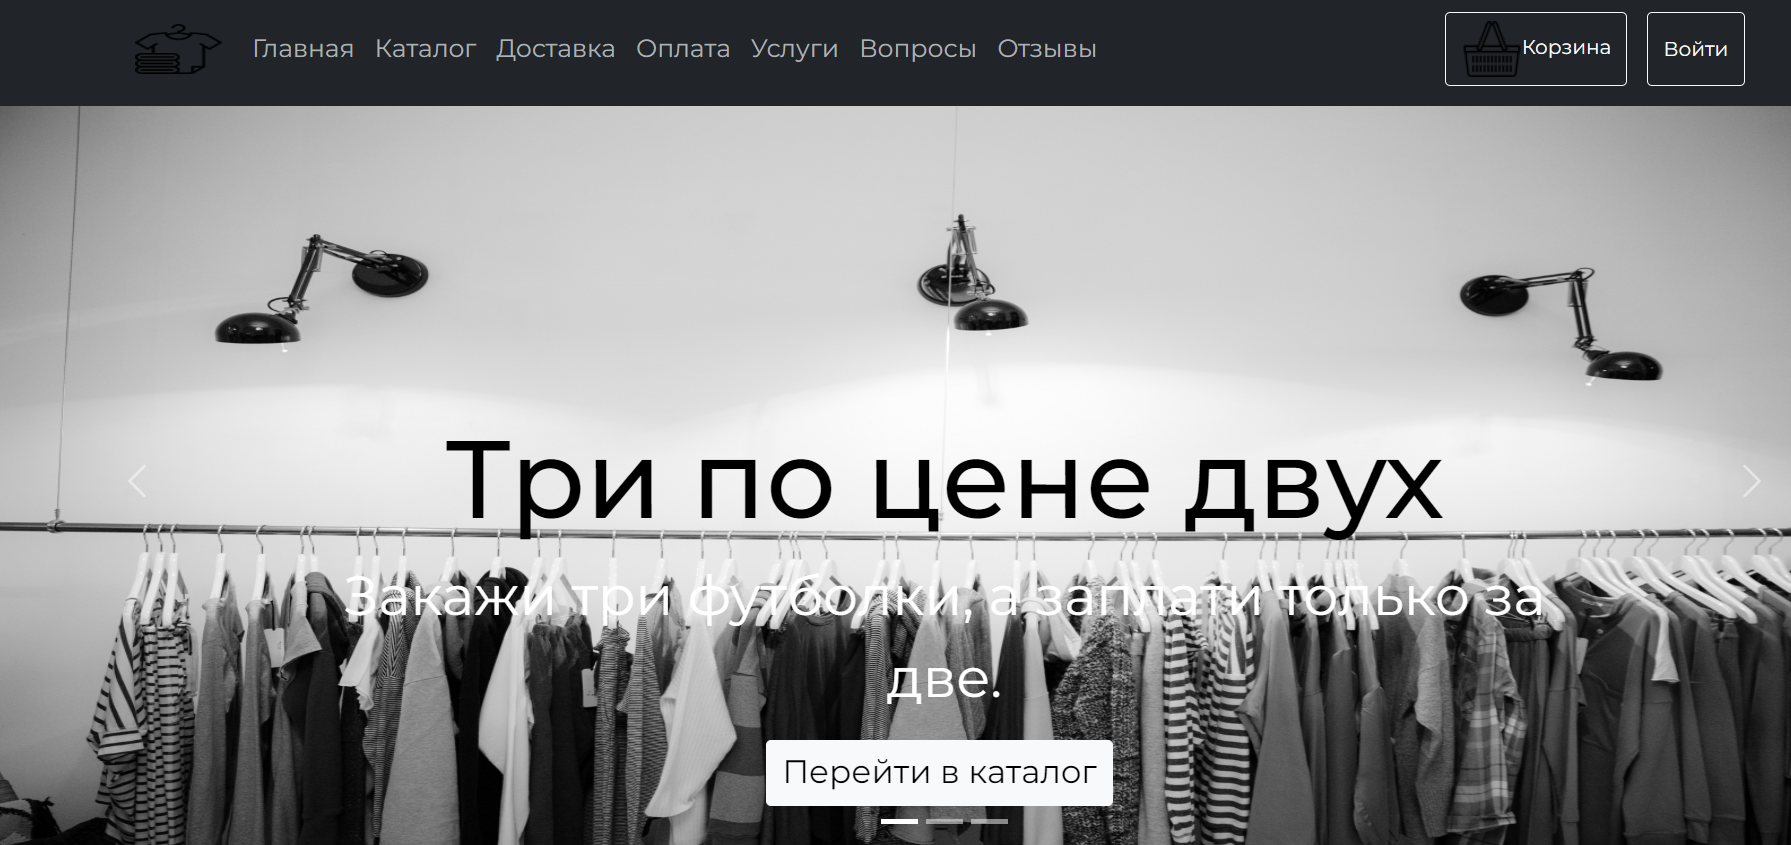 Главная Каталог Доставка Оплата Услуги Вопросы Отзывы Корзина Войти
Три по цене двух
Закажи три футболки, а заплати только за
две.
Перейти в каталог